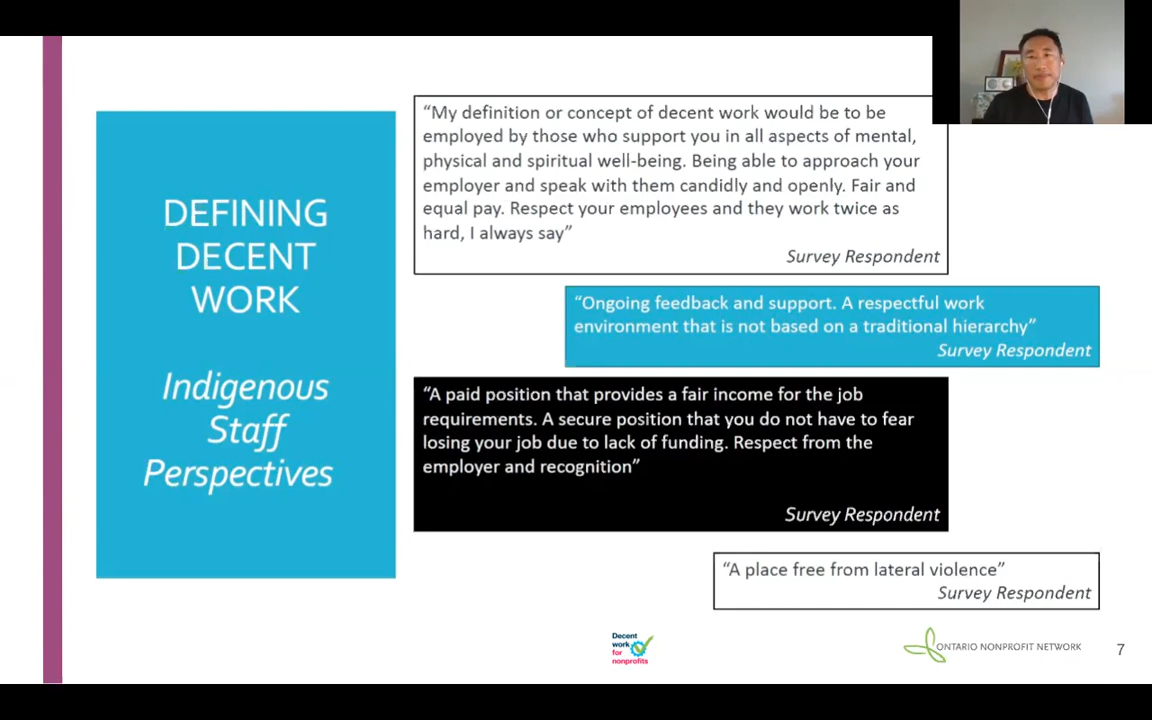 DEFINING
DECENT
WORK
Indigenous
Staff
Perspectives
“My definition or concept of decent work would be to be
employed by those who support you in all aspects of mental,
physical and spiritual well-being. Being able to approach your
employer and speak with them candidly and openly. Fair and
equal pay. Respect your employees and they work twice as
hard, I always say”
Survey Respondent
“Ongoing feedback and support. A respectful work
environment that is not based on a traditional hierarchy”
Survey Respondent
“A paid position that provides a fair income for the job
requirements. A secure position that you do not have to fear
losing your job due to lack of funding. Respect from the
employer and recognition”
Survey Respondent
“A place free from lateral violence”
Survey Respondent
Decent
work
for
nonprofits
ONTARIO NONPROFIT NETWORK
7